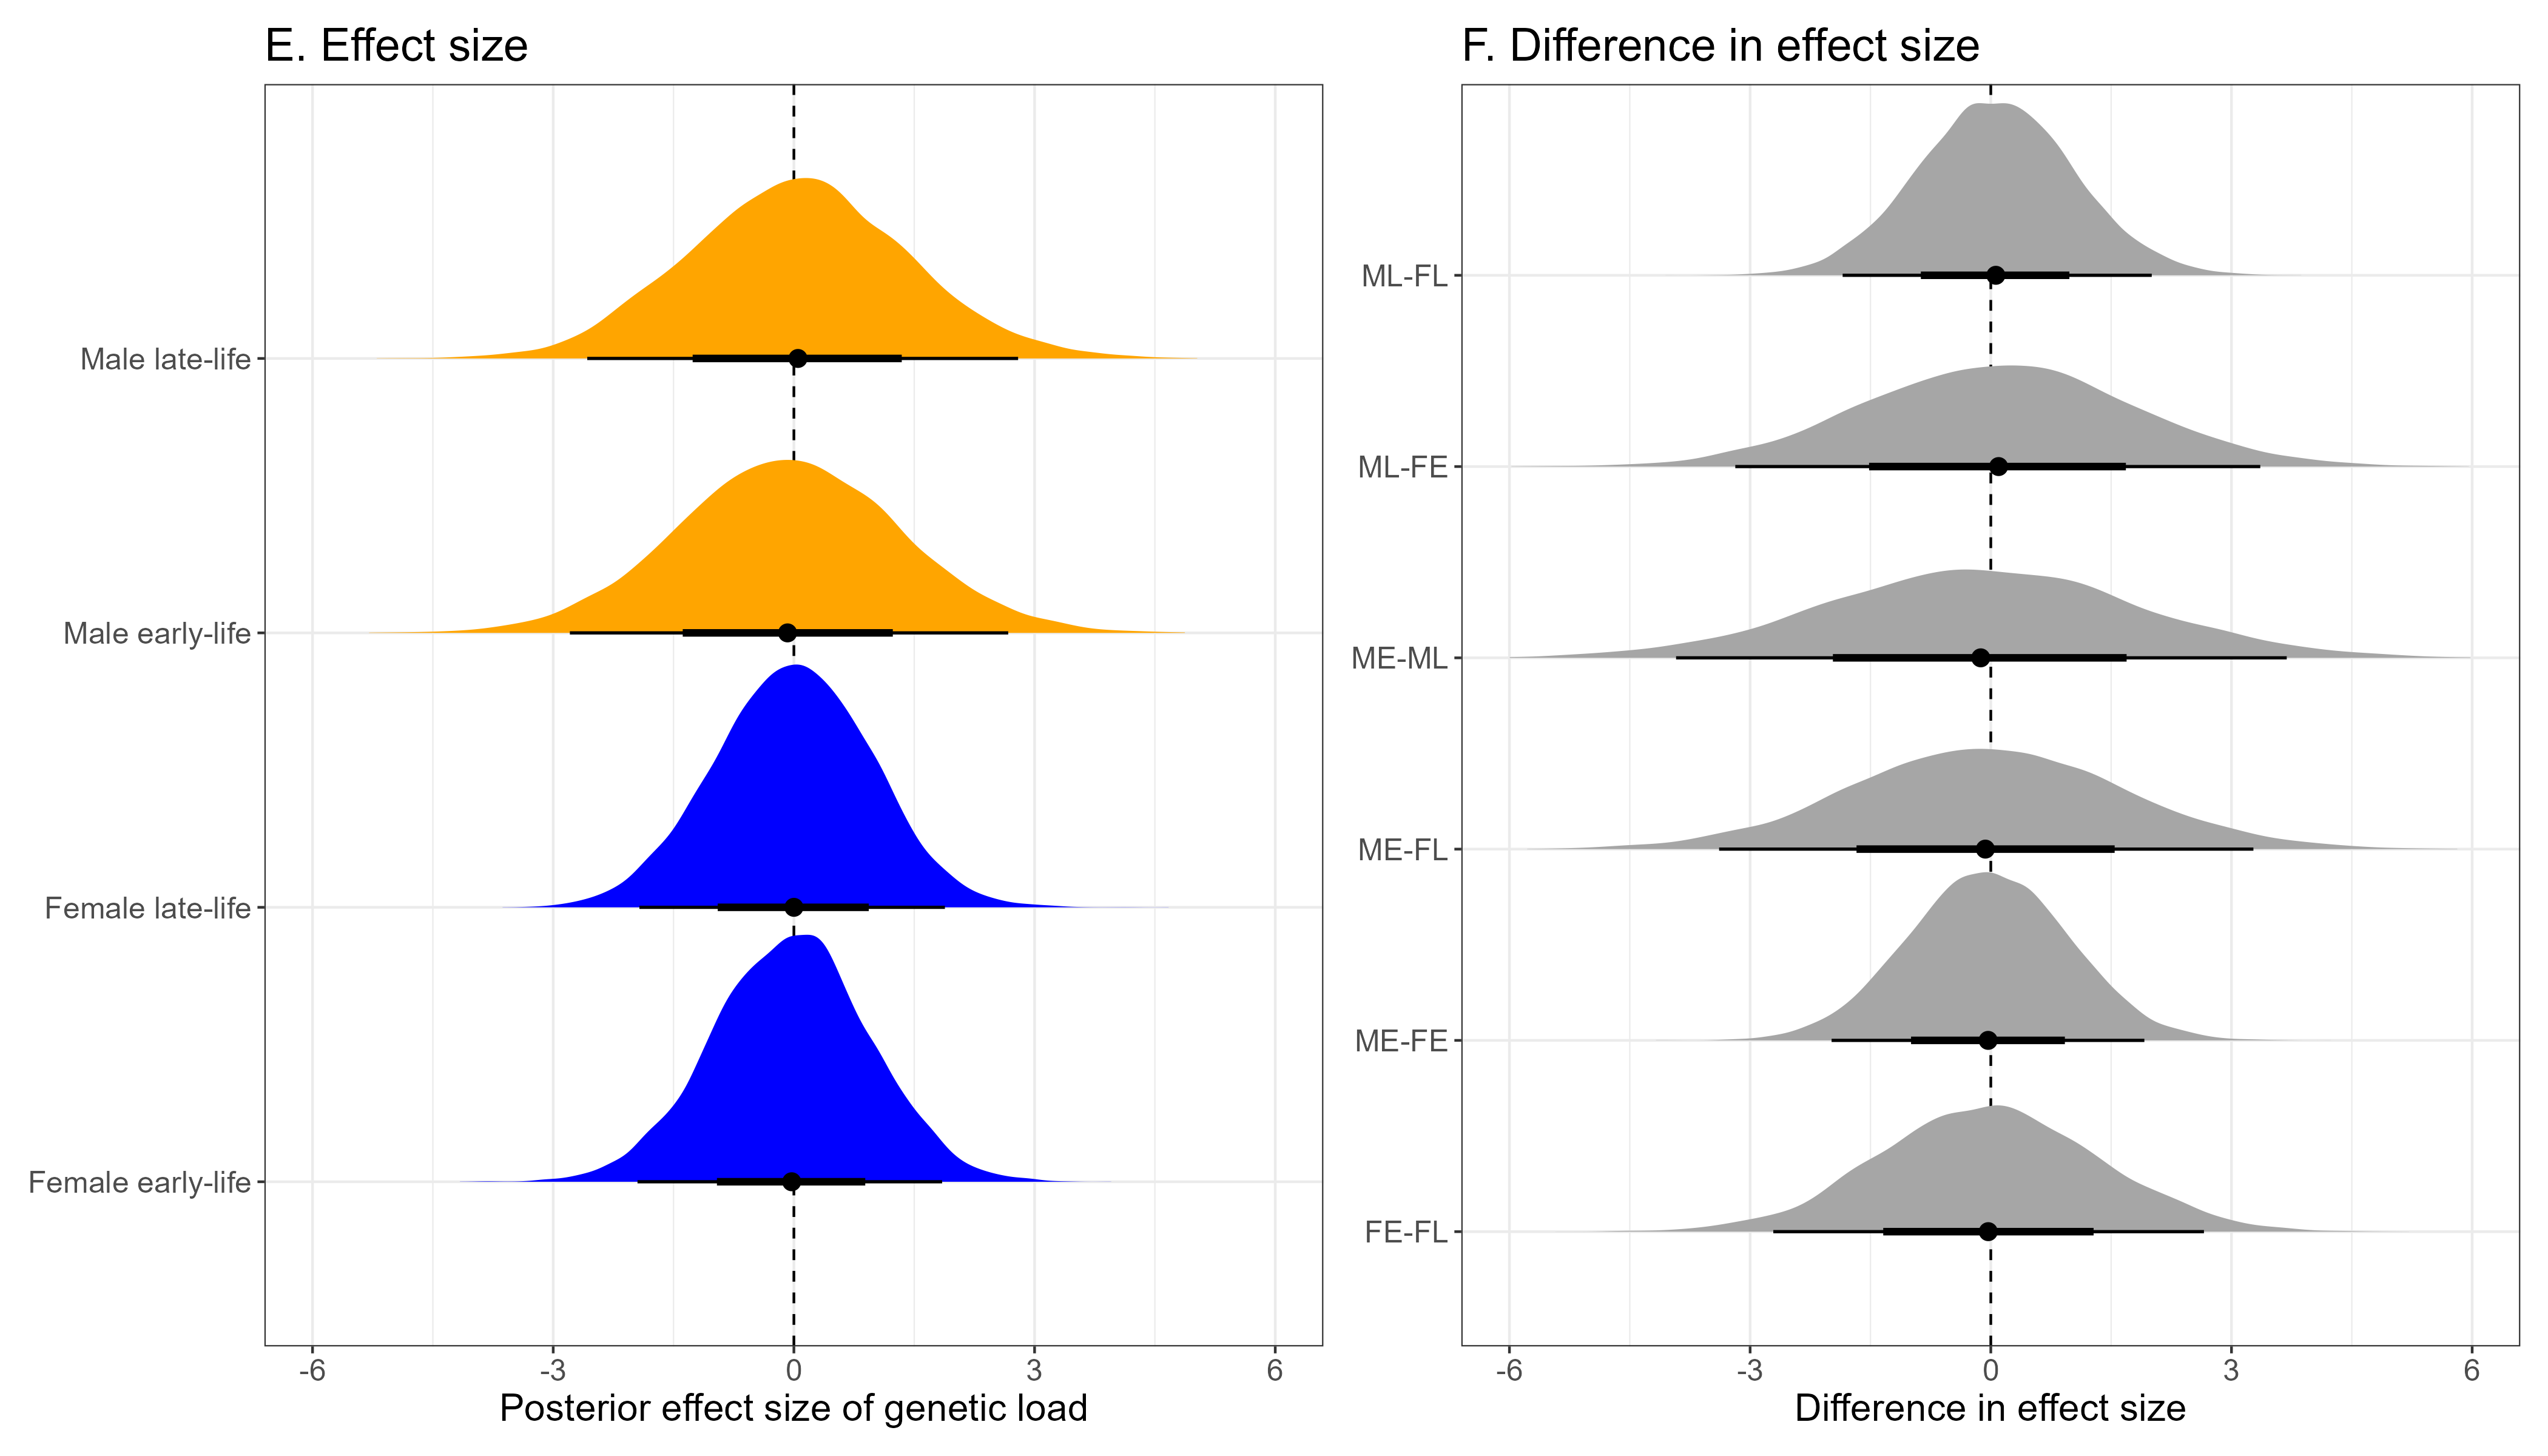 E. Effect size
Male late-life
Male early-life
Female late-life
Female early-life
-6 -3 0 3 6
Posterior effect size of genetic load
F. Difference in effect size
ML-FL
ML-FE
ME-ML
ME-FL
ME-FE
FE-FL
-6 -3 0 3 6
Difference in effect size